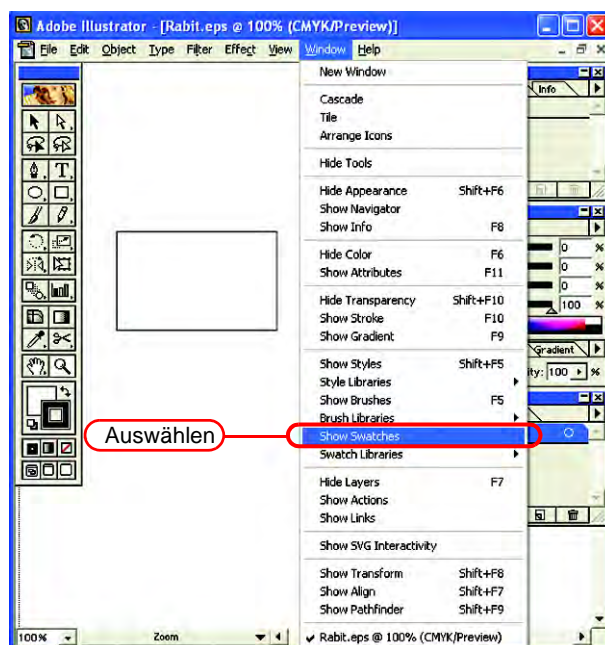 Adobe Illustrator - [Rabit.eps @ 100% (CMYK/Preview)]
File Edit Object Type Filter Effect View Window Help
New Window
Cascade
Tile
Arrange Icons
Hide Tools
Hide Appearance Shift+F6
Show Navigator
Show Info F8
Hide Color F6
Show Attributes F11
Hide Transparency Shift+F10
Show Stroke F10
Show Gradient F9
Show Styles Shift+F5
Style Libraries
Show Brushes F5
Brush Libraries
Show Swatches
Swatch Libraries
Hide Layers F7
Show Actions
Show Links
Show SVG Interactivity
Show Transform Shift+F8
Show Align Shift+F7
Show Pathfinder Shift+F9
Rabit.eps @ 100% (CMYK/Preview)
Auswählen
Info
0 %
0 %
0 %
100 %
Gradient
ity: 100 %
T
100% Zoom